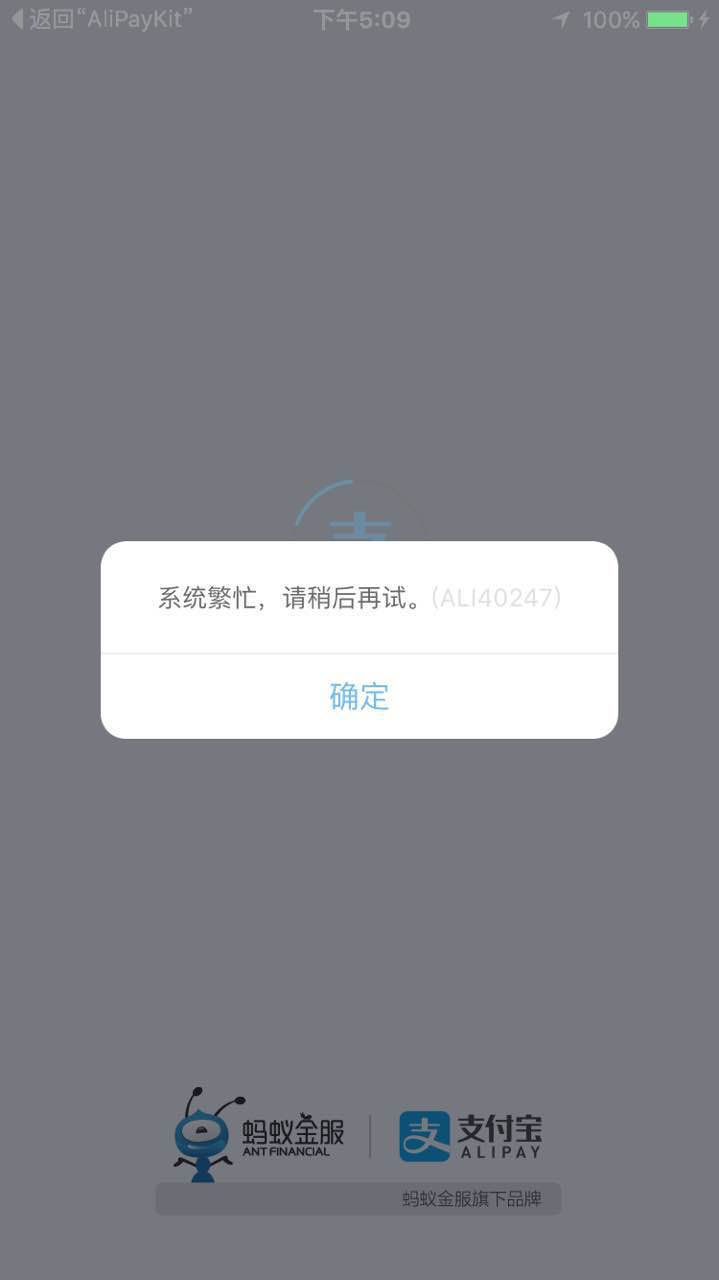 返回“AliPayKit”
下午5:09
100%
支
系统繁忙，请稍后再试。(ALI40247)
确定
蚂蚁金服
ANT FINANCIAL
支
支付宝
ALIPAY
蚂蚁金服旗下品牌